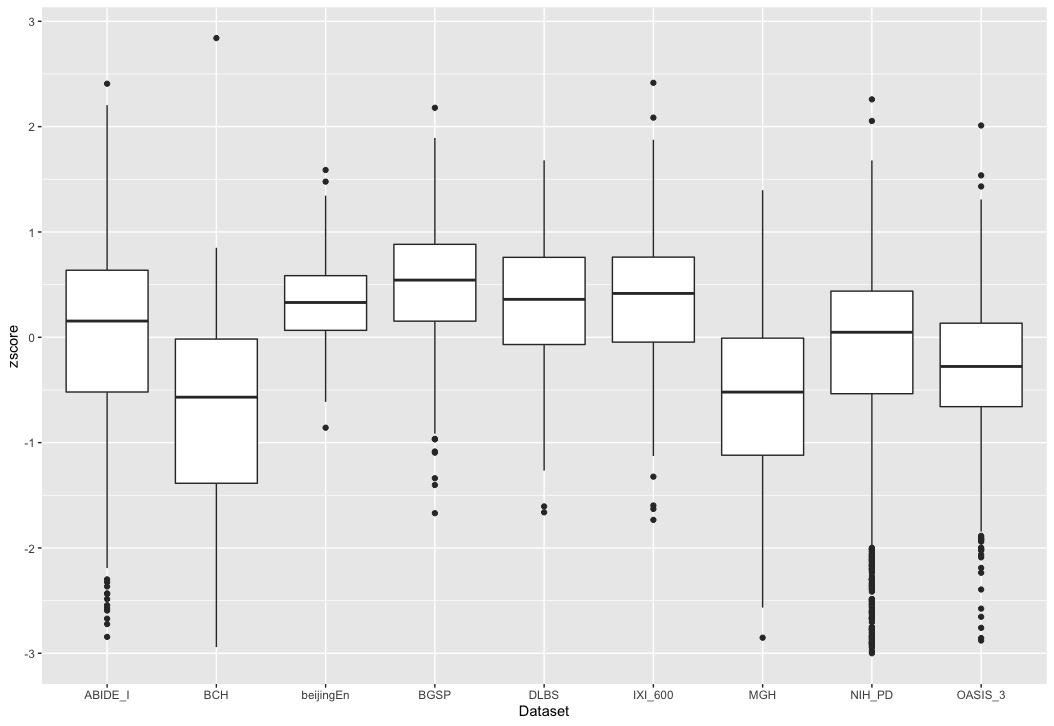 zscore
3
2
1
0
-1
-2
-3
ABIDE_I BCH beijingEn BGSP DLBS IXI_600 MGH NIH_PD OASIS_3
Dataset